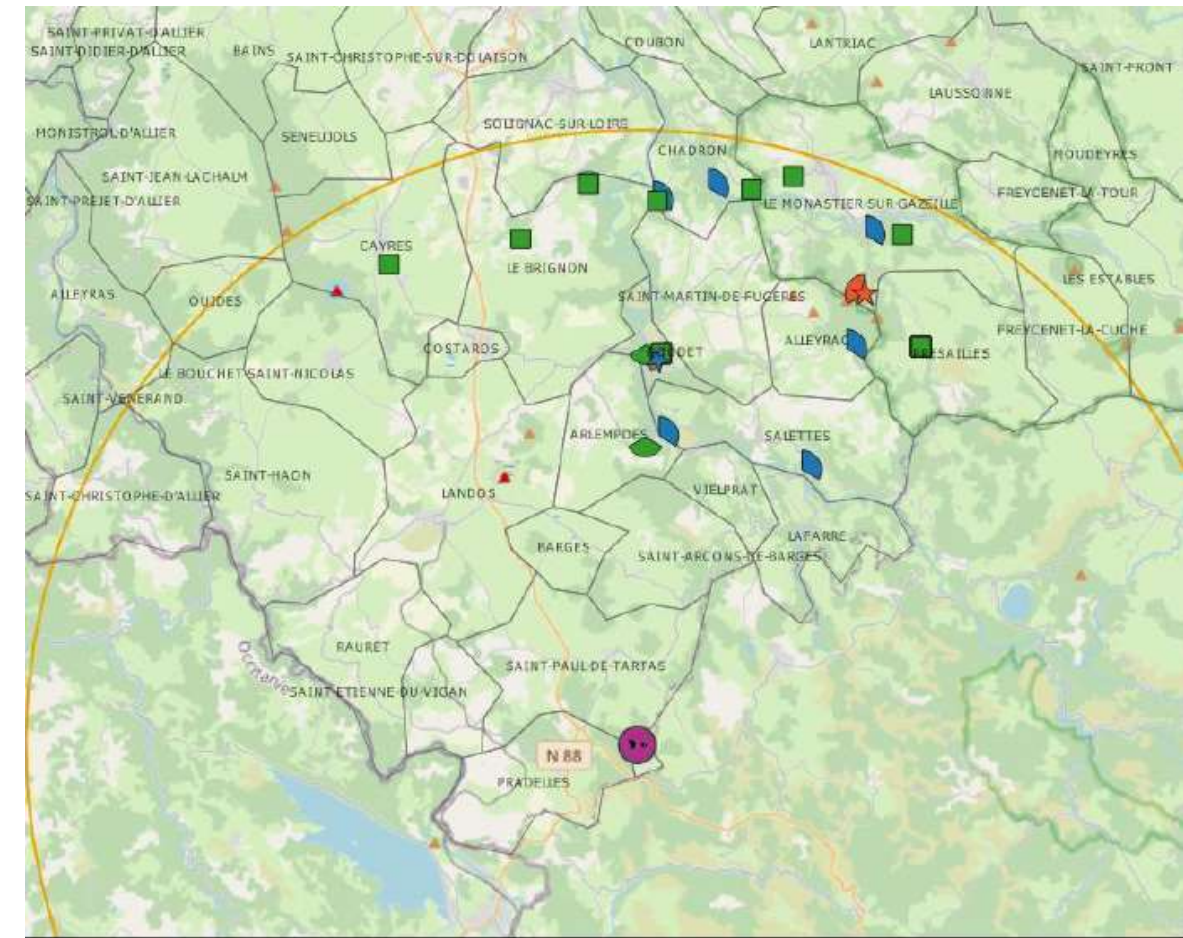 SAINT-PRIVAT-D'ALLIER
SAINT-DIDIER-D'ALLIER
BAINS
SAINT-CHRISTOPHE-SUR-DOLAISON
COUBON
LANTRIAC
SAINT-FRONT
LAUSSONNE
MONISTROL-D'ALLIER
SENEUJOLS
SOLIGNAC-SUR-LOIRE
CHADRON
MOUDEYRES
SAINT-JEAN-LACHALM
SAINT-PREJET-D'ALLIER
FREYCENET-LA-TOUR
LE MONASTIER-SUR-GAZEILLE
CAYRES
LE BRIGNON
LES ESTABLES
ALLEYRAS
OUIDES
SAINT-MARTIN-DE-FUGERES
FREYCENET-LA-CUCHE
COSTAROS
ALLEYRAC
LE BOUCHET-SAINT-NICOLAS
SAINT-VENERAND
ARLEMPDES
SALETTES
SAINT-HAON
LANDOS
VIELPRAT
SAINT-CHRISTOPHE-D'ALLIER
BARGES
LAFARRE
SAINT-ARCONS-DE-BARGES
RAURET
Occitanie
SAINT-PAUL-DE-TARTAS
SAINT-ETIENNE-DU-VIGAN
N 88
PRADELLES